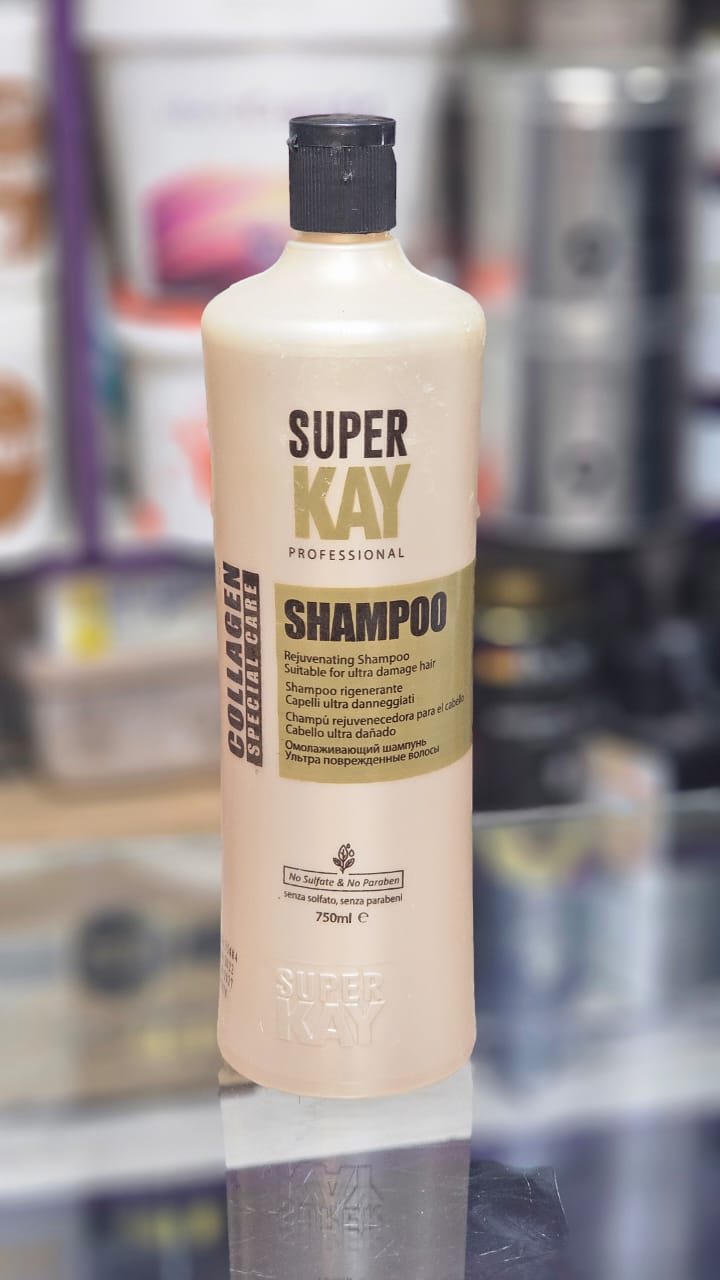 SUPER
KAY
PROFESSIONAL
COLLAGEN
SPECIAL CARE
SHAMPOO
Rejuvenating Shampoo
Suitable for ultra damage hair
Shampoo rigenerante
Capelli ultra danneggiati
Champú rejuvenecedora para el cabello
Cabello ultra dañado
Омолаживающий шампунь
Ультра поврежденные волосы
No Sulfate & No Paraben
senza solfato, senza parabeni
750ml ℮
SUPER
KAY